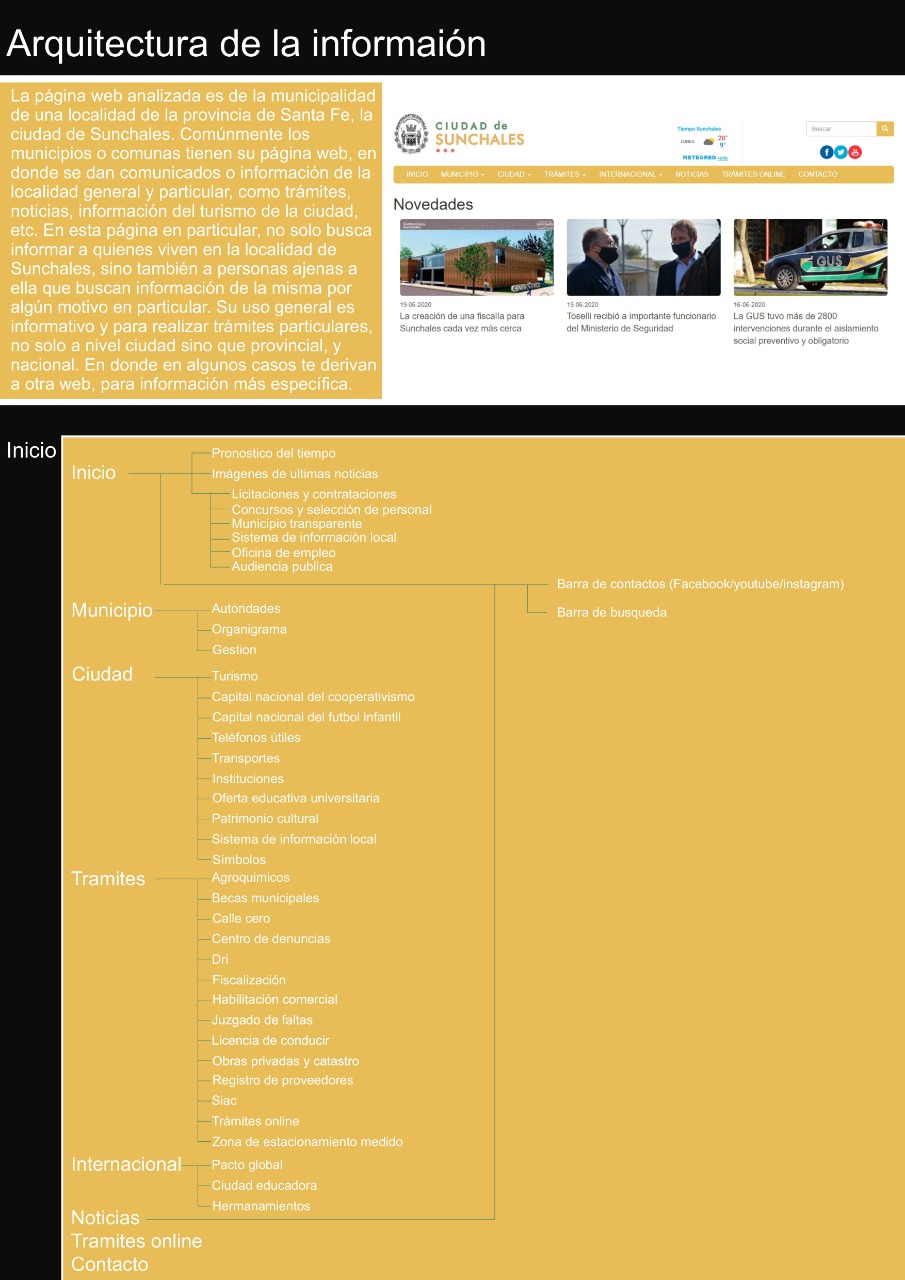 Arquitectura de la informaión
La página web analizada es de la municipalidad
de una localidad de la provincia de Santa Fe, la
ciudad de Sunchales. Comúnmente los
municipios o comunas tienen su página web, en
donde se dan comunicados o información de la
localidad general y particular, como trámites,
noticias, información del turismo de la ciudad,
etc. En esta página en particular, no solo busca
informar a quienes viven en la localidad de
Sunchales, sino también a personas ajenas a
ella que buscan información de la misma por
algún motivo en particular. Su uso general es
informativo y para realizar trámites particulares,
no solo a nivel ciudad sino que provincial, y
nacional. En donde en algunos casos te derivan
a otra web, para información más específica.
CIUDAD de
SUNCHALES
Tiempo Sunchales
LUNES 20°
9°
METEORED +info
Buscar
INICIO MUNICIPIO CIUDAD TRÁMITES INTERNACIONAL NOTICIAS TRÁMITES ONLINE CONTACTO
Novedades
GUS
19-06-2020
La creación de una fiscalía para
Sunchales cada vez más cerca
19-06-2020
Toselli recibió a importante funcionario
del Ministerio de Seguridad
16-06-2020
La GUS tuvo más de 2800
intervenciones durante el aislamiento
social preventivo y obligatorio
Inicio
Inicio
Pronostico del tiempo
Imágenes de ultimas noticias
Licitaciones y contrataciones
Concursos y selección de personal
Municipio transparente
Sistema de información local
Oficina de empleo
Audiencia publica
Barra de contactos (Facebook/youtube/instagram)
Barra de busqueda
Municipio
Autoridades
Organigrama
Gestion
Ciudad
Turismo
Capital nacional del cooperativismo
Capital nacional del futbol infantil
Teléfonos útiles
Transportes
Instituciones
Oferta educativa universitaria
Patrimonio cultural
Sistema de información local
Símbolos
Tramites
Agroquimicos
Becas municipales
Calle cero
Centro de denuncias
Dri
Fiscalización
Habilitación comercial
Juzgado de faltas
Licencia de conducir
Obras privadas y catastro
Registro de proveedores
Siac
Trámites online
Zona de estacionamiento medido
Internacional
Pacto global
Ciudad educadora
Hermanamientos
Noticias
Tramites online
Contacto